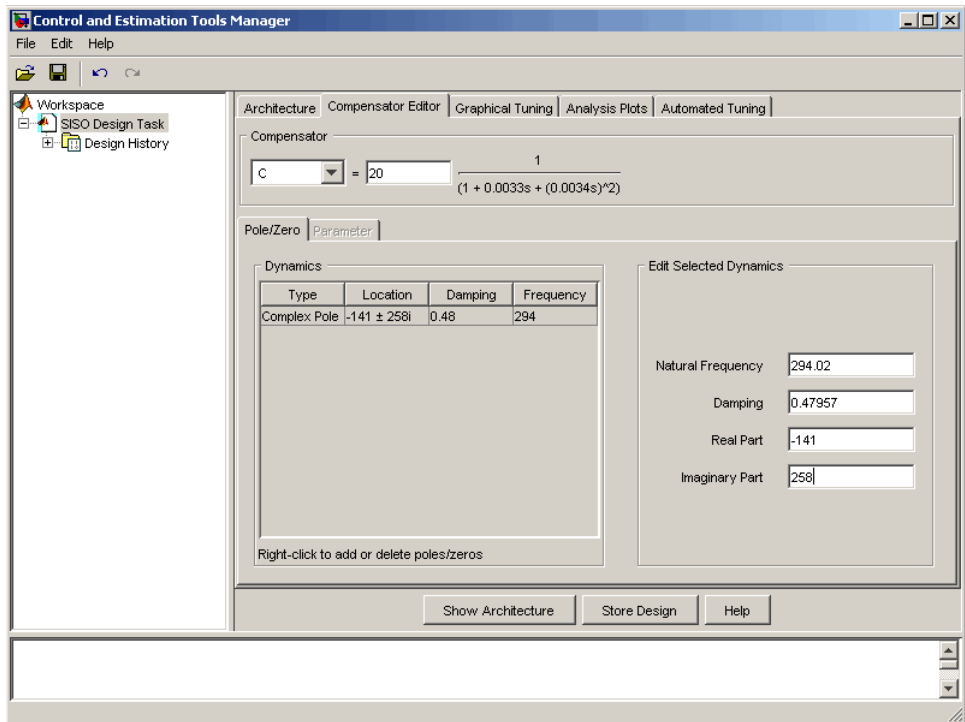 Control and Estimation Tools Manager
File Edit Help
Workspace
SISO Design Task
Design History
Architecture Compensator Editor Graphical Tuning Analysis Plots Automated Tuning
Compensator
C = 20
1
(1 + 0.0033s + (0.0034s)^2)
Pole/Zero Parameter
Dynamics
Type Location Damping Frequency
Complex Pole -141 ± 258i 0.48 294
Right-click to add or delete poles/zeros
Edit Selected Dynamics
Natural Frequency 294.02
Damping 0.47957
Real Part -141
Imaginary Part 258
Show Architecture Store Design Help